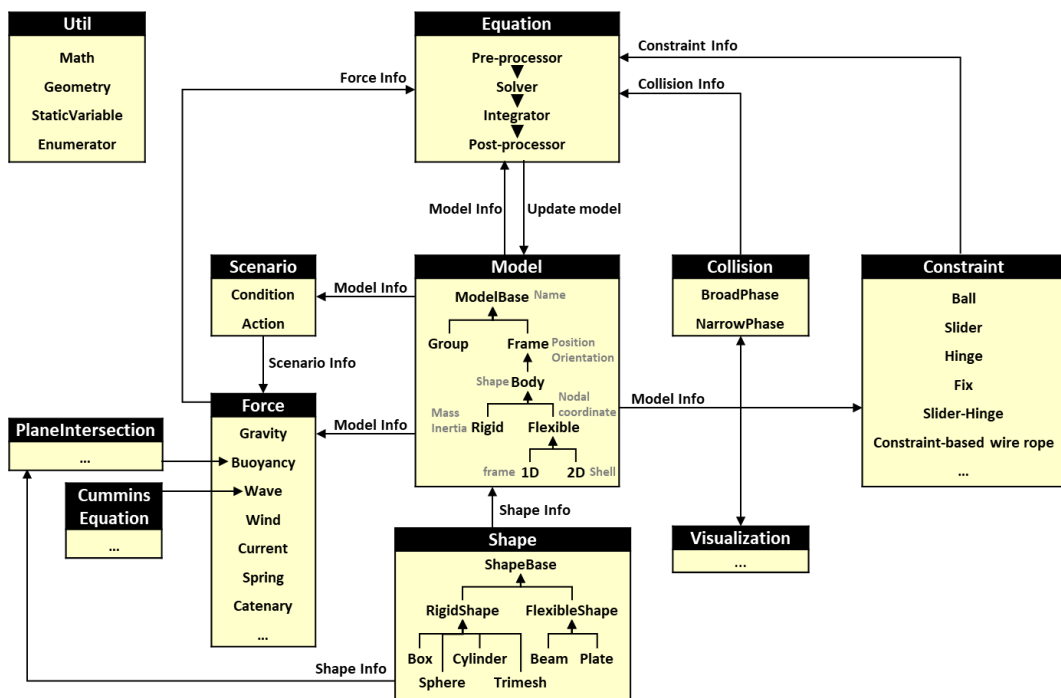 Util
Math
Geometry
StaticVariable
Enumerator
Equation
Pre-processor
Solver
Integrator
Post-processor
Force Info
Constraint Info
Collision Info
Model Info
Update model
Scenario
Condition
Action
Model Info
Scenario Info
Model
ModelBase Name
Group Frame Position
Orientation
Shape Body
Nodal
coordinate
Mass
Inertia
Rigid Flexible
frame 1D 2D Shell
Collision
BroadPhase
NarrowPhase
Constraint
Ball
Slider
Hinge
Fix
Slider-Hinge
Constraint-based wire rope
...
Model Info
Force
Gravity
Buoyancy
Wave
Wind
Current
Spring
Catenary
...
Model Info
PlaneIntersection
...
Cummins
Equation
...
Shape Info
Shape
ShapeBase
RigidShape FlexibleShape
Box Cylinder Beam Plate
Sphere Trimesh
Shape Info
Visualization
...